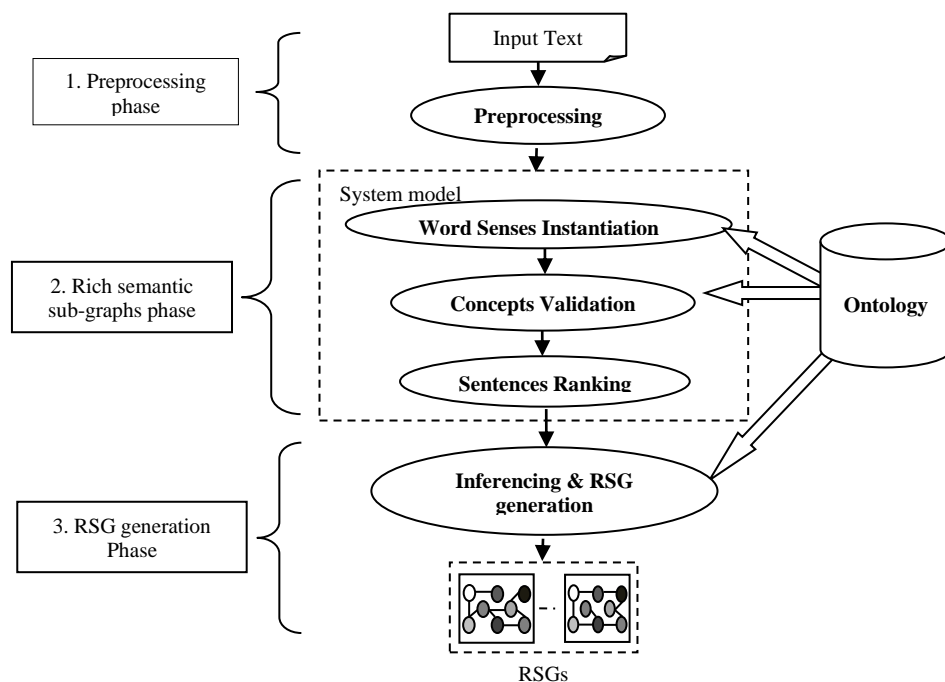 Input Text
1. Preprocessing
phase
Preprocessing
System model
Word Senses Instantiation
2. Rich semantic
sub-graphs phase
Concepts Validation
Ontology
Sentences Ranking
Inferencing & RSG
generation
3. RSG generation
Phase
RSGs